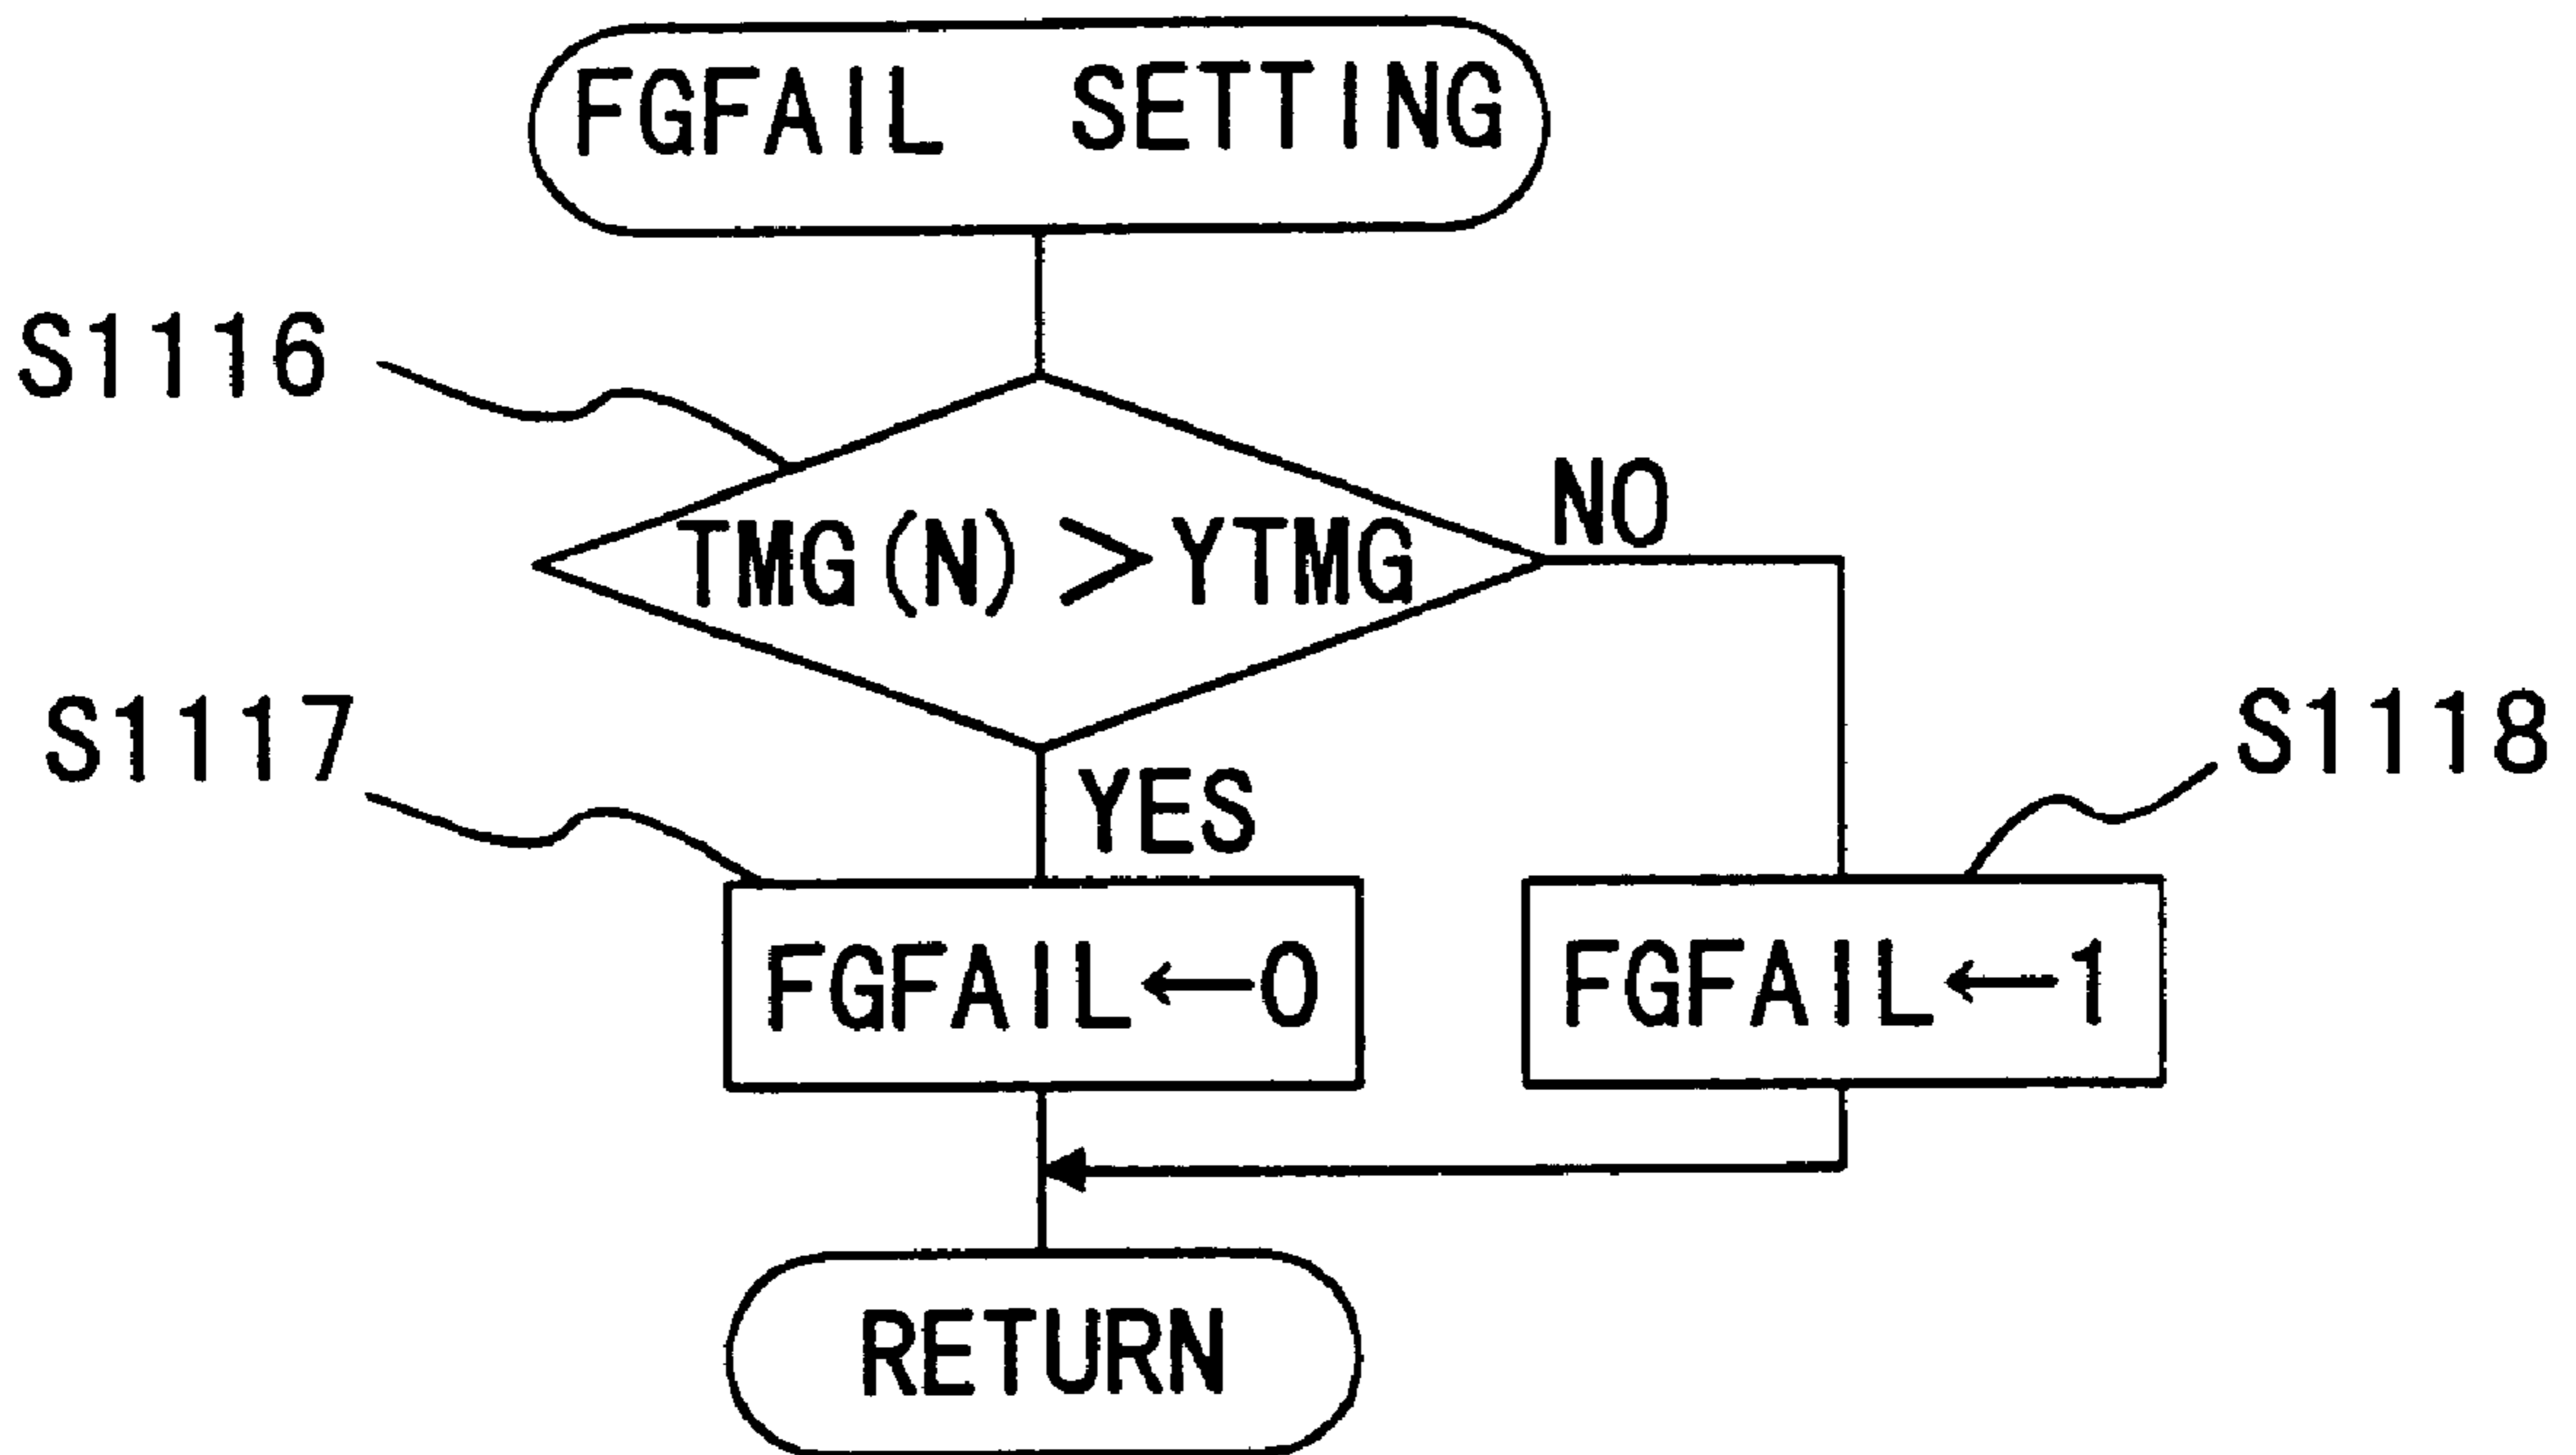 FGFAIL SETTING
S1116
NO
TMG(N)>YTMG
S1117
S1118
YES
FGFAIL←0
FGFAIL←1
RETURN